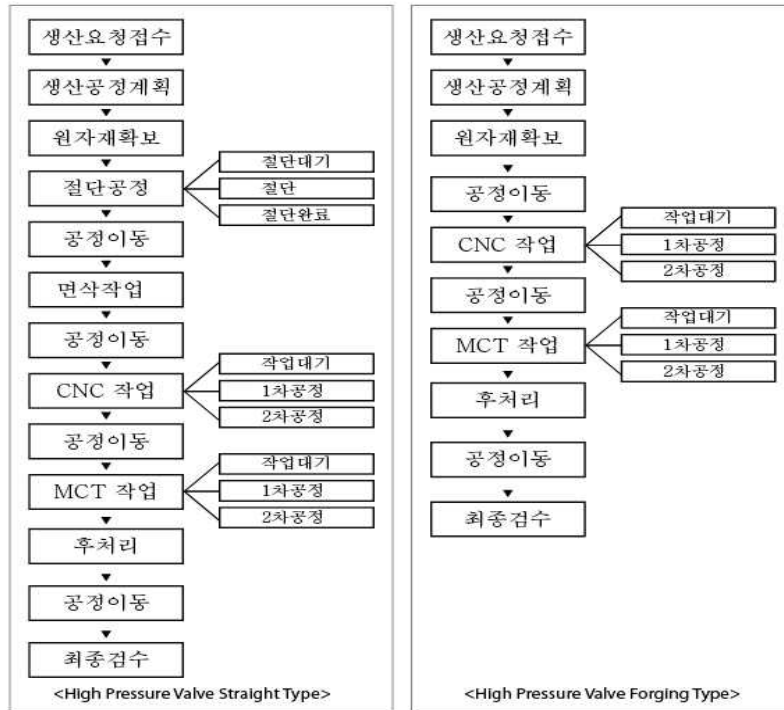 생산요청접수
생산공정계획
원자재확보
절단공정
절단대기
절단
절단완료
공정이동
면삭작업
공정이동
CNC 작업
작업대기
1차공정
2차공정
공정이동
MCT 작업
작업대기
1차공정
2차공정
후처리
공정이동
최종검수
<High Pressure Valve Straight Type>
생산요청접수
생산공정계획
원자재확보
공정이동
CNC 작업
작업대기
1차공정
2차공정
공정이동
MCT 작업
작업대기
1차공정
2차공정
후처리
공정이동
최종검수
<High Pressure Valve Forging Type>